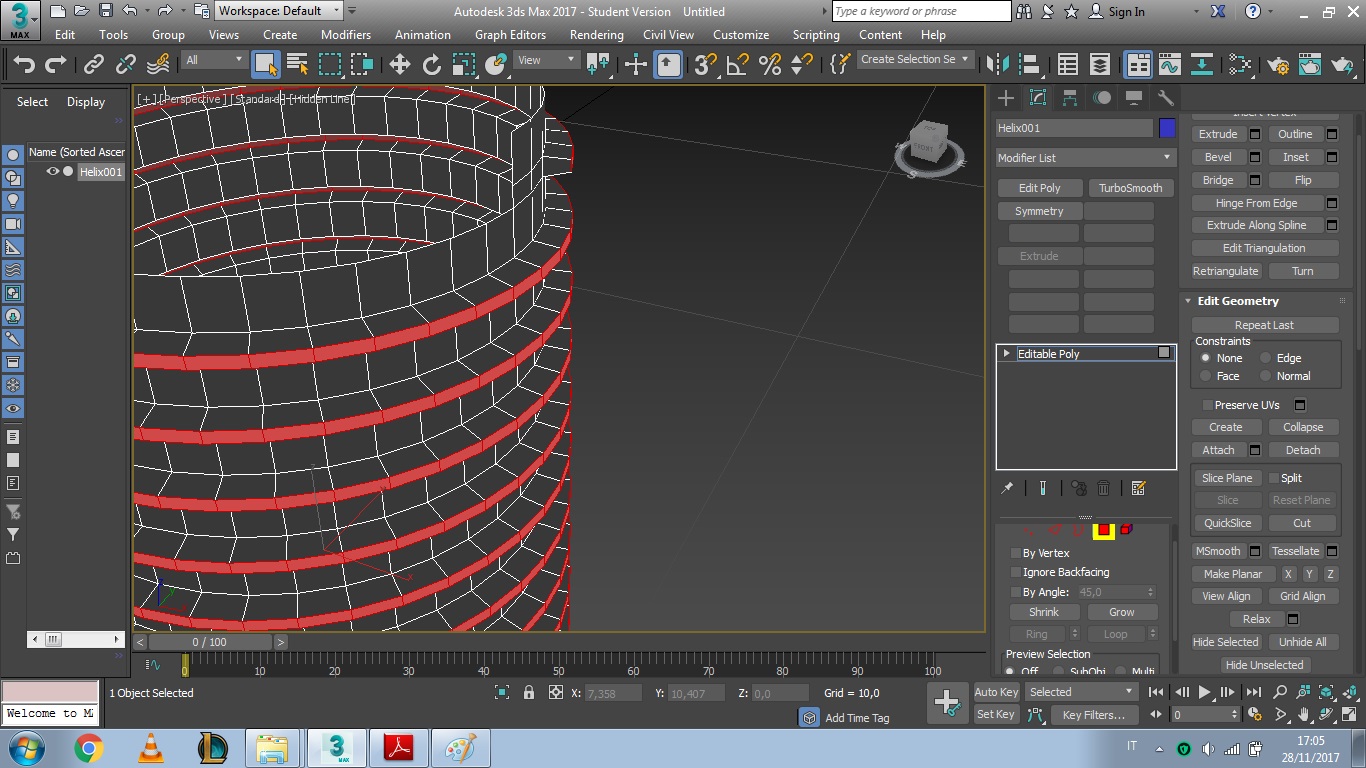 Workspace: Default
Autodesk 3ds Max 2017 - Student Version Untitled
Type a keyword or phrase
Sign In
3
MAX
Edit Tools Group Views Create Modifiers Animation Graph Editors Rendering Civil View Customize Scripting Content Help
All
View
Create Selection Se
Select Display
Name (Sorted Ascer
Helix001
[+] [Perspective ] [Standard] [Hidden Line]
TOP
FRONT
S
E
x
y
Helix001
Modifier List
Edit Poly TurboSmooth
Symmetry
Extrude
Editable Poly
By Vertex
Ignore Backfacing
By Angle: 45,0
Shrink Grow
Ring Loop
Preview Selection
Off SubObj Multi
Insert Vertex
Extrude Outline
Bevel Inset
Bridge Flip
Hinge From Edge
Extrude Along Spline
Edit Triangulation
Retriangulate Turn
Edit Geometry
Repeat Last
Constraints
None Edge
Face Normal
Preserve UVs
Create Collapse
Attach Detach
Slice Plane Split
Slice Reset Plane
QuickSlice Cut
MSmooth Tessellate
Make Planar X Y Z
View Align Grid Align
Relax
Hide Selected Unhide All
Hide Unselected
< 0 / 100 >
0 10 20 30 40 50 60 70 80 90 100
1 Object Selected
X: 7,358 Y: 10,407 Z: 0,0 Grid = 10,0
Add Time Tag
Auto Key Selected
Set Key Key Filters... 0
Welcome to MA
3
MAX
IT
17:05
28/11/2017